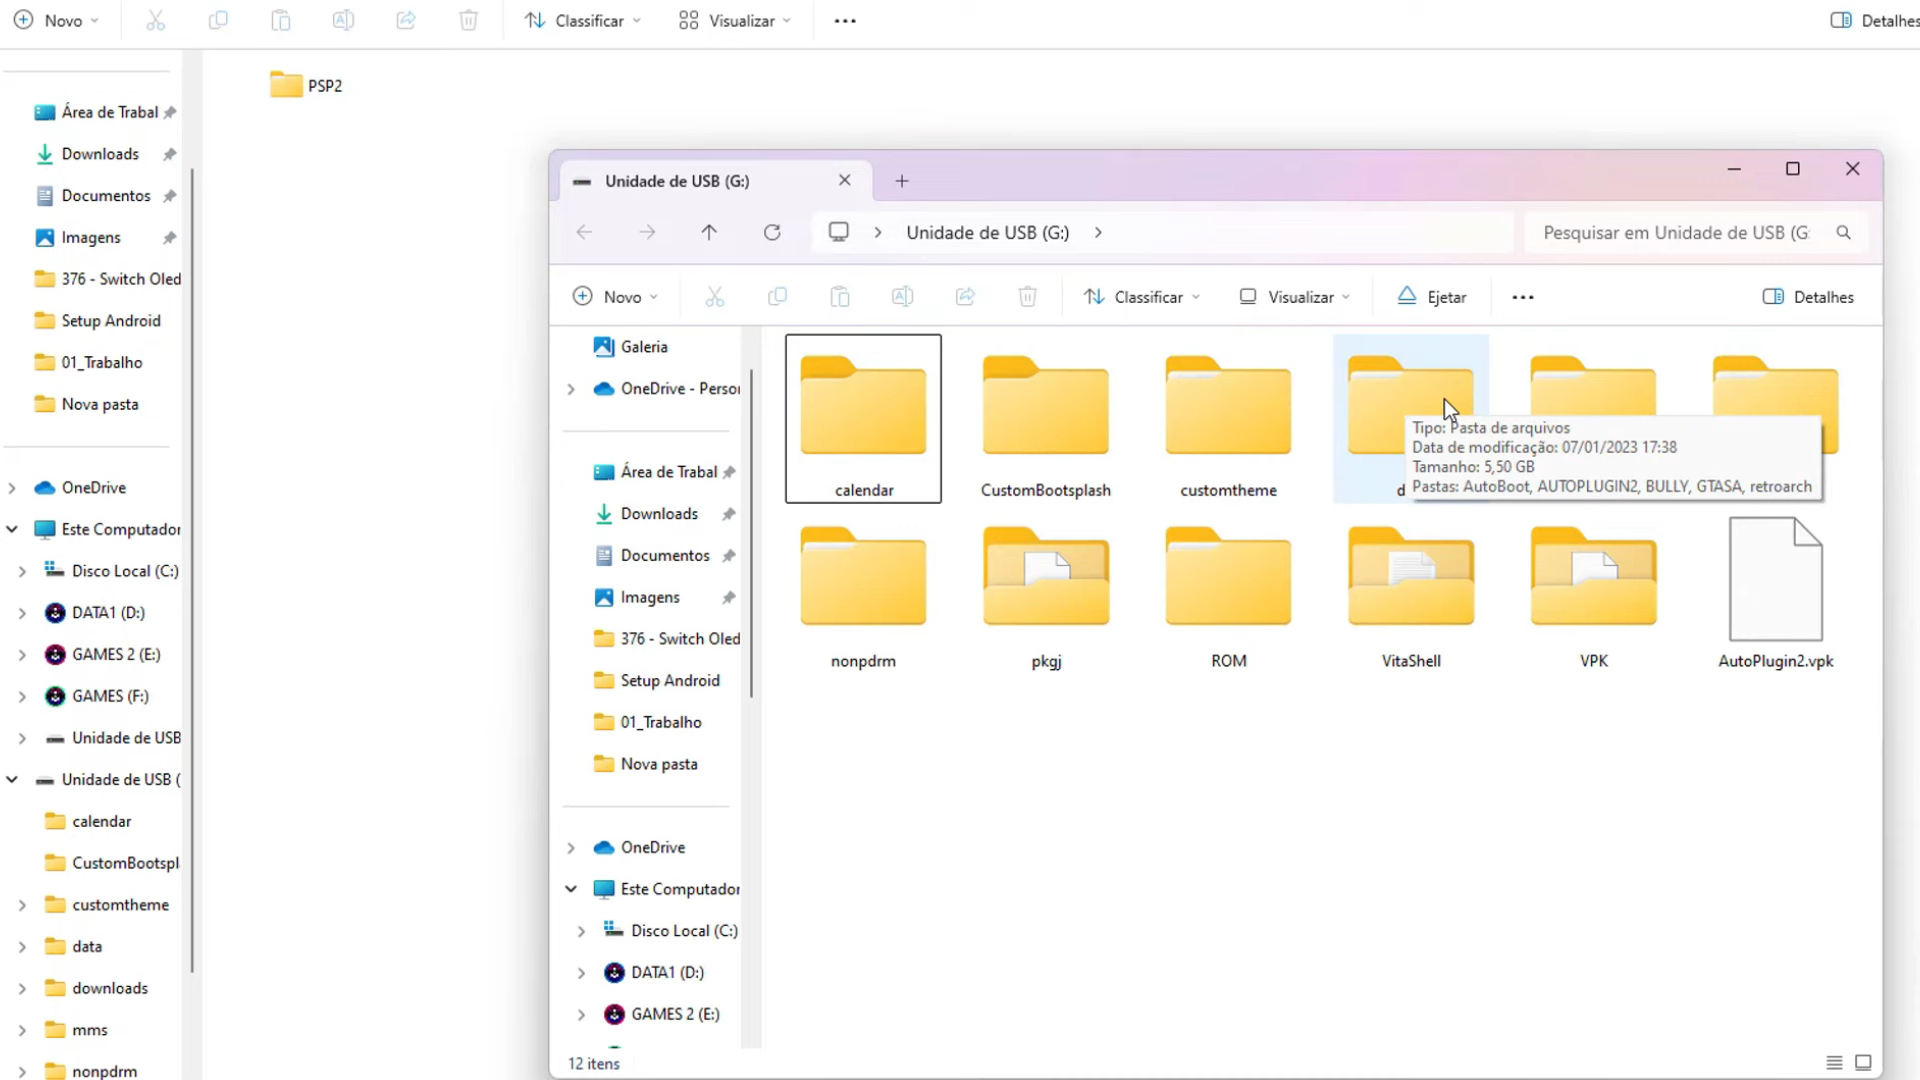 Novo
Classificar
Visualizar
Detalhes
PSP2
Área de Trabal
Downloads
Documentos
Imagens
376 - Switch Oled
Setup Android
01_Trabalho
Nova pasta
OneDrive
Este Computador
Disco Local (C:)
DATA1 (D:)
GAMES 2 (E:)
GAMES (F:)
Unidade de USB
Unidade de USB (
calendar
CustomBootspl
customtheme
data
downloads
mms
nonpdrm
Unidade de USB (G:)
Unidade de USB (G:)
Pesquisar em Unidade de USB (G:
Novo
Classificar
Visualizar
Ejetar
Detalhes
Galeria
OneDrive - Perso
Área de Trabal
Downloads
Documentos
Imagens
376 - Switch Oled
Setup Android
01_Trabalho
Nova pasta
OneDrive
Este Computador
Disco Local (C:)
DATA1 (D:)
GAMES 2 (E:)
calendar
CustomBootsplash
customtheme
d
Tipo: Pasta de arquivos
Data de modificação: 07/01/2023 17:38
Tamanho: 5,50 GB
Pastas: AutoBoot, AUTOPLUGIN2, BULLY, GTASA, retroarch
nonpdrm
pkgj
ROM
VitaShell
VPK
AutoPlugin2.vpk
12 itens